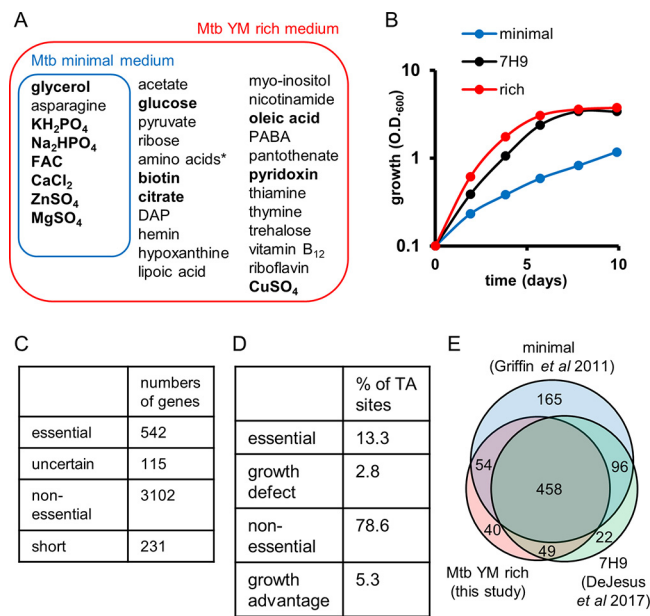 A
Mtb YM rich medium
Mtb minimal medium
glycerol
asparagine
KH2PO4
Na2HPO4
FAC
CaCl2
ZnSO4
MgSO4
acetate
glucose
pyruvate
ribose
amino acids*
biotin
citrate
DAP
hemin
hypoxanthine
lipoic acid
myo-inositol
nicotinamide
oleic acid
PABA
pantothenate
pyridoxin
thiamine
thymine
trehalose
vitamin B12
riboflavin
CuSO4
B
minimal
7H9
rich
growth (O.D.600)
10
1
0.1
0
5
10
time (days)
C
numbers
of genes
essential 542
uncertain 115
non-
essential 3102
short 231
D
% of TA
sites
essential 13.3
growth
defect 2.8
non-
essential 78.6
growth
advantage 5.3
E
minimal
(Griffin et al 2011)
165
54
96
458
40
49
22
Mtb YM rich
(this study)
7H9
(DeJesus
et al 2017)